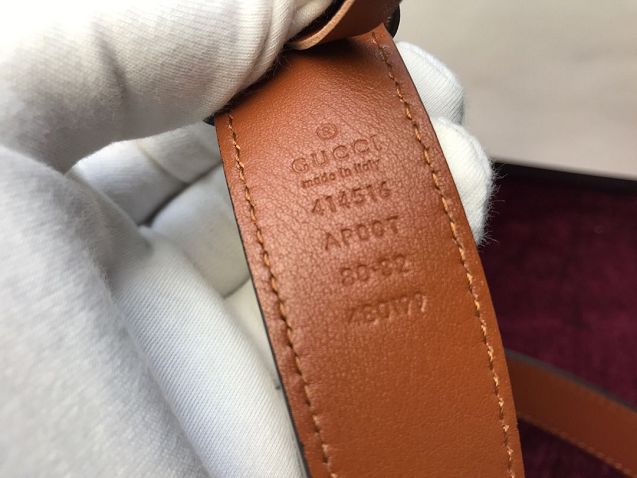 ®
GUCCI
made in Italy
414516
AP00T
80·32